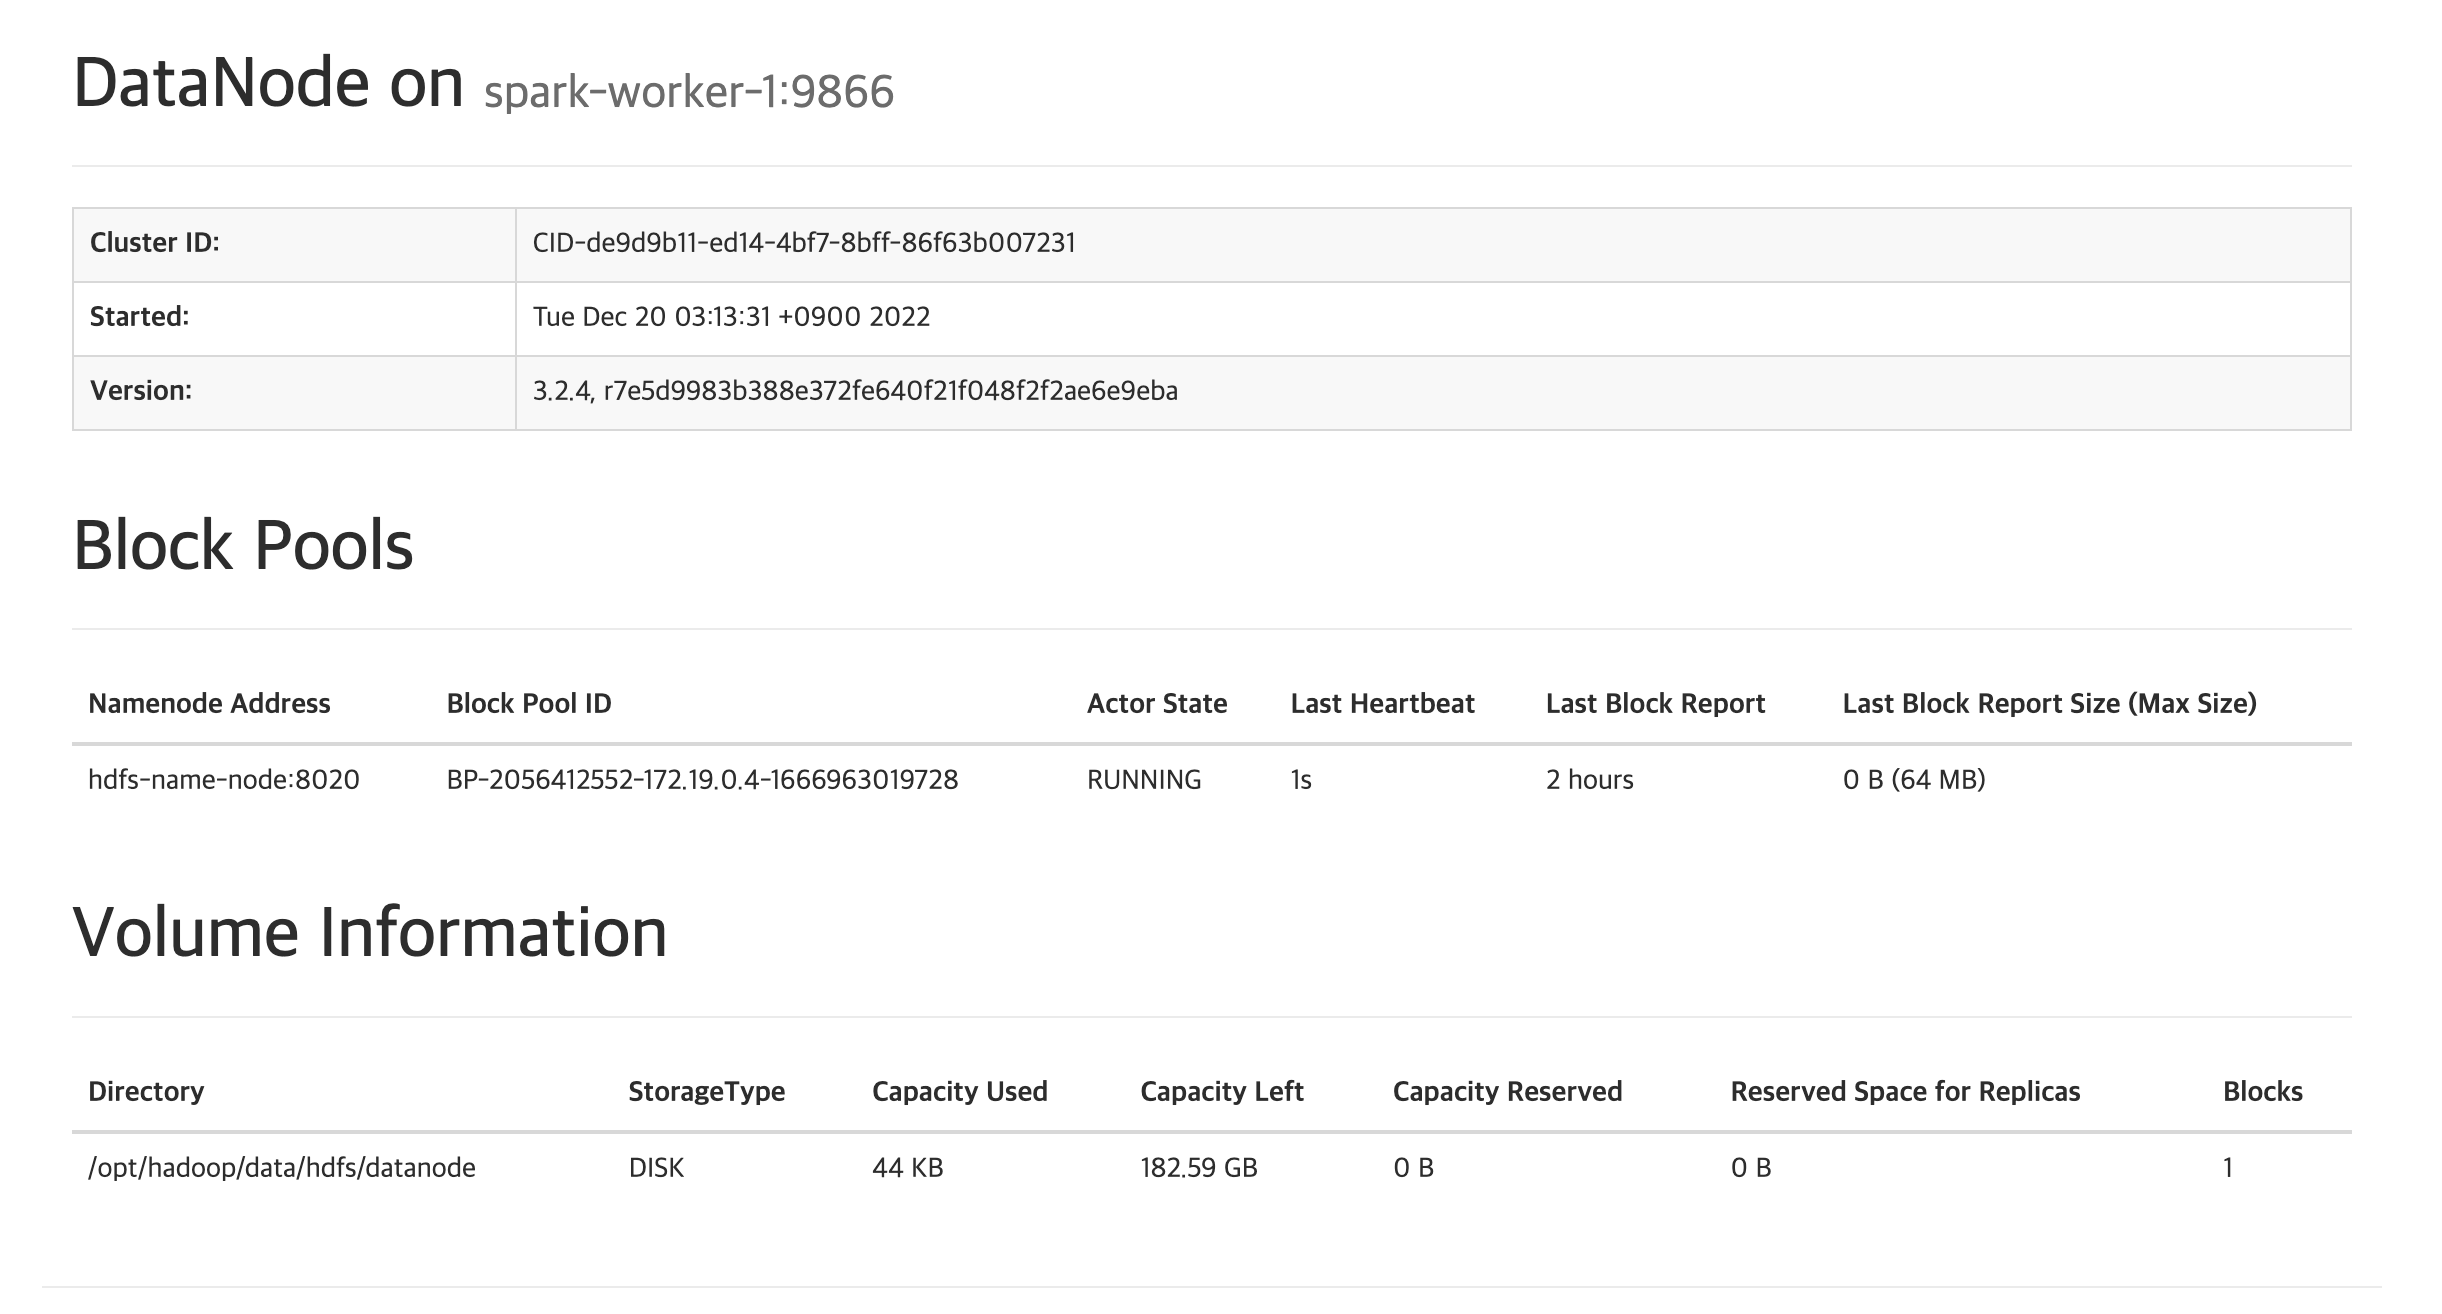 DataNode on spark-worker-1:9866
Cluster ID: CID-de9d9b11-ed14-4bf7-8bff-86f63b007231
Started: Tue Dec 20 03:13:31 +0900 2022
Version: 3.2.4, r7e5d9983b388e372fe640f21f048f2f2ae6e9eba
Block Pools
Namenode Address Block Pool ID Actor State Last Heartbeat Last Block Report Last Block Report Size (Max Size)
hdfs-name-node:8020 BP-2056412552-172.19.0.4-1666963019728 RUNNING 1s 2 hours 0 B (64 MB)
Volume Information
Directory StorageType Capacity Used Capacity Left Capacity Reserved Reserved Space for Replicas Blocks
/opt/hadoop/data/hdfs/datanode DISK 44 KB 182.59 GB 0 B 0 B 1